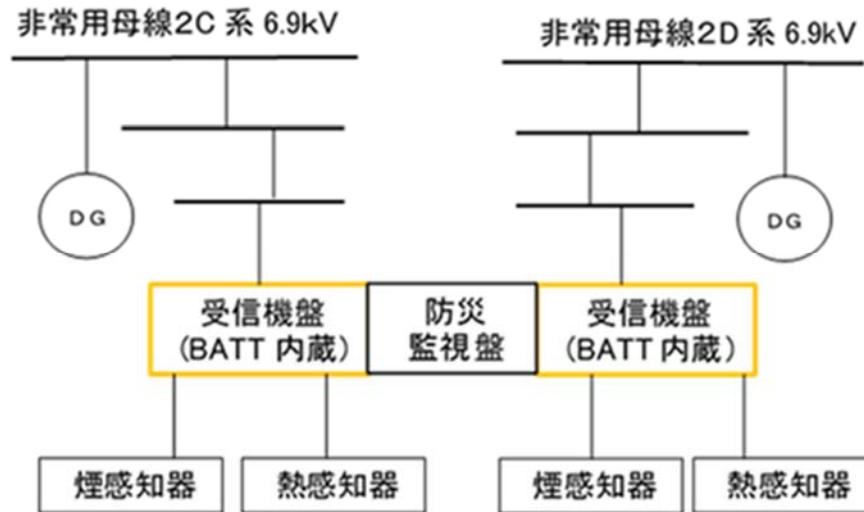 非常用母線2C 系 6.9kV
非常用母線2D 系 6.9kV
DG
DG
受信機盤
(BATT 内蔵)
防災
監視盤
受信機盤
(BATT 内蔵)
煙感知器
熱感知器
煙感知器
熱感知器